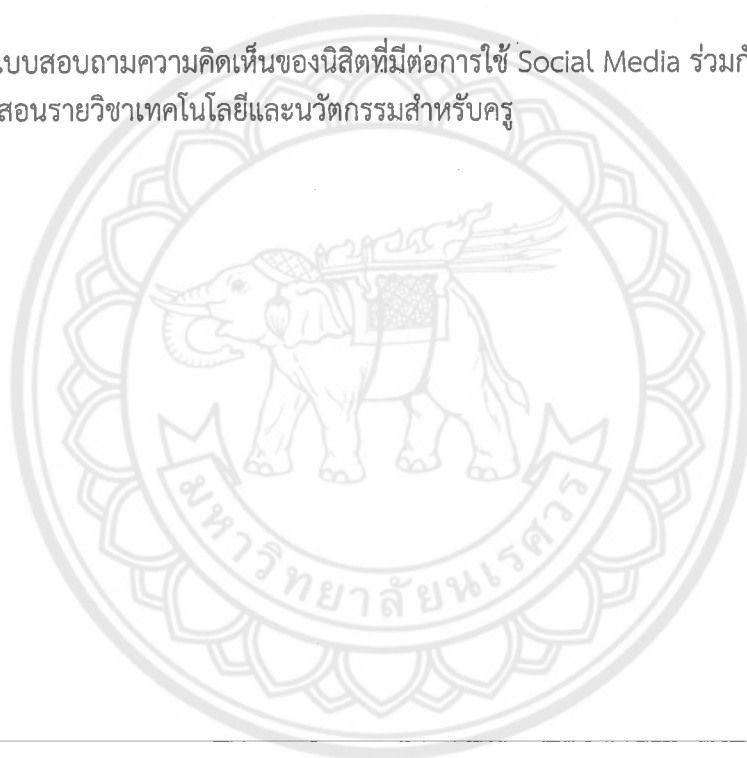 แบบสอบถามความคิดเห็นของนิสิตที่มีต่อการใช้ Social Media ร่วมกั
สอนรายวิชาเทคโนโลยีและนวัตกรรมสำหรับครู
มหาวิทยาลัยนเรศวร